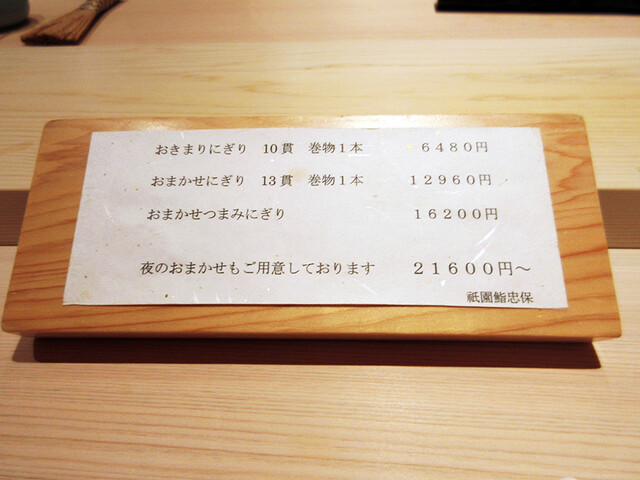 おきまりにぎり 10貫 巻物1本 6480円
おまかせにぎり 13貫 巻物1本 12960円
おまかせつまみにぎり 16200円
夜のおまかせもご用意しております 21600円～
祇園鮨忠保